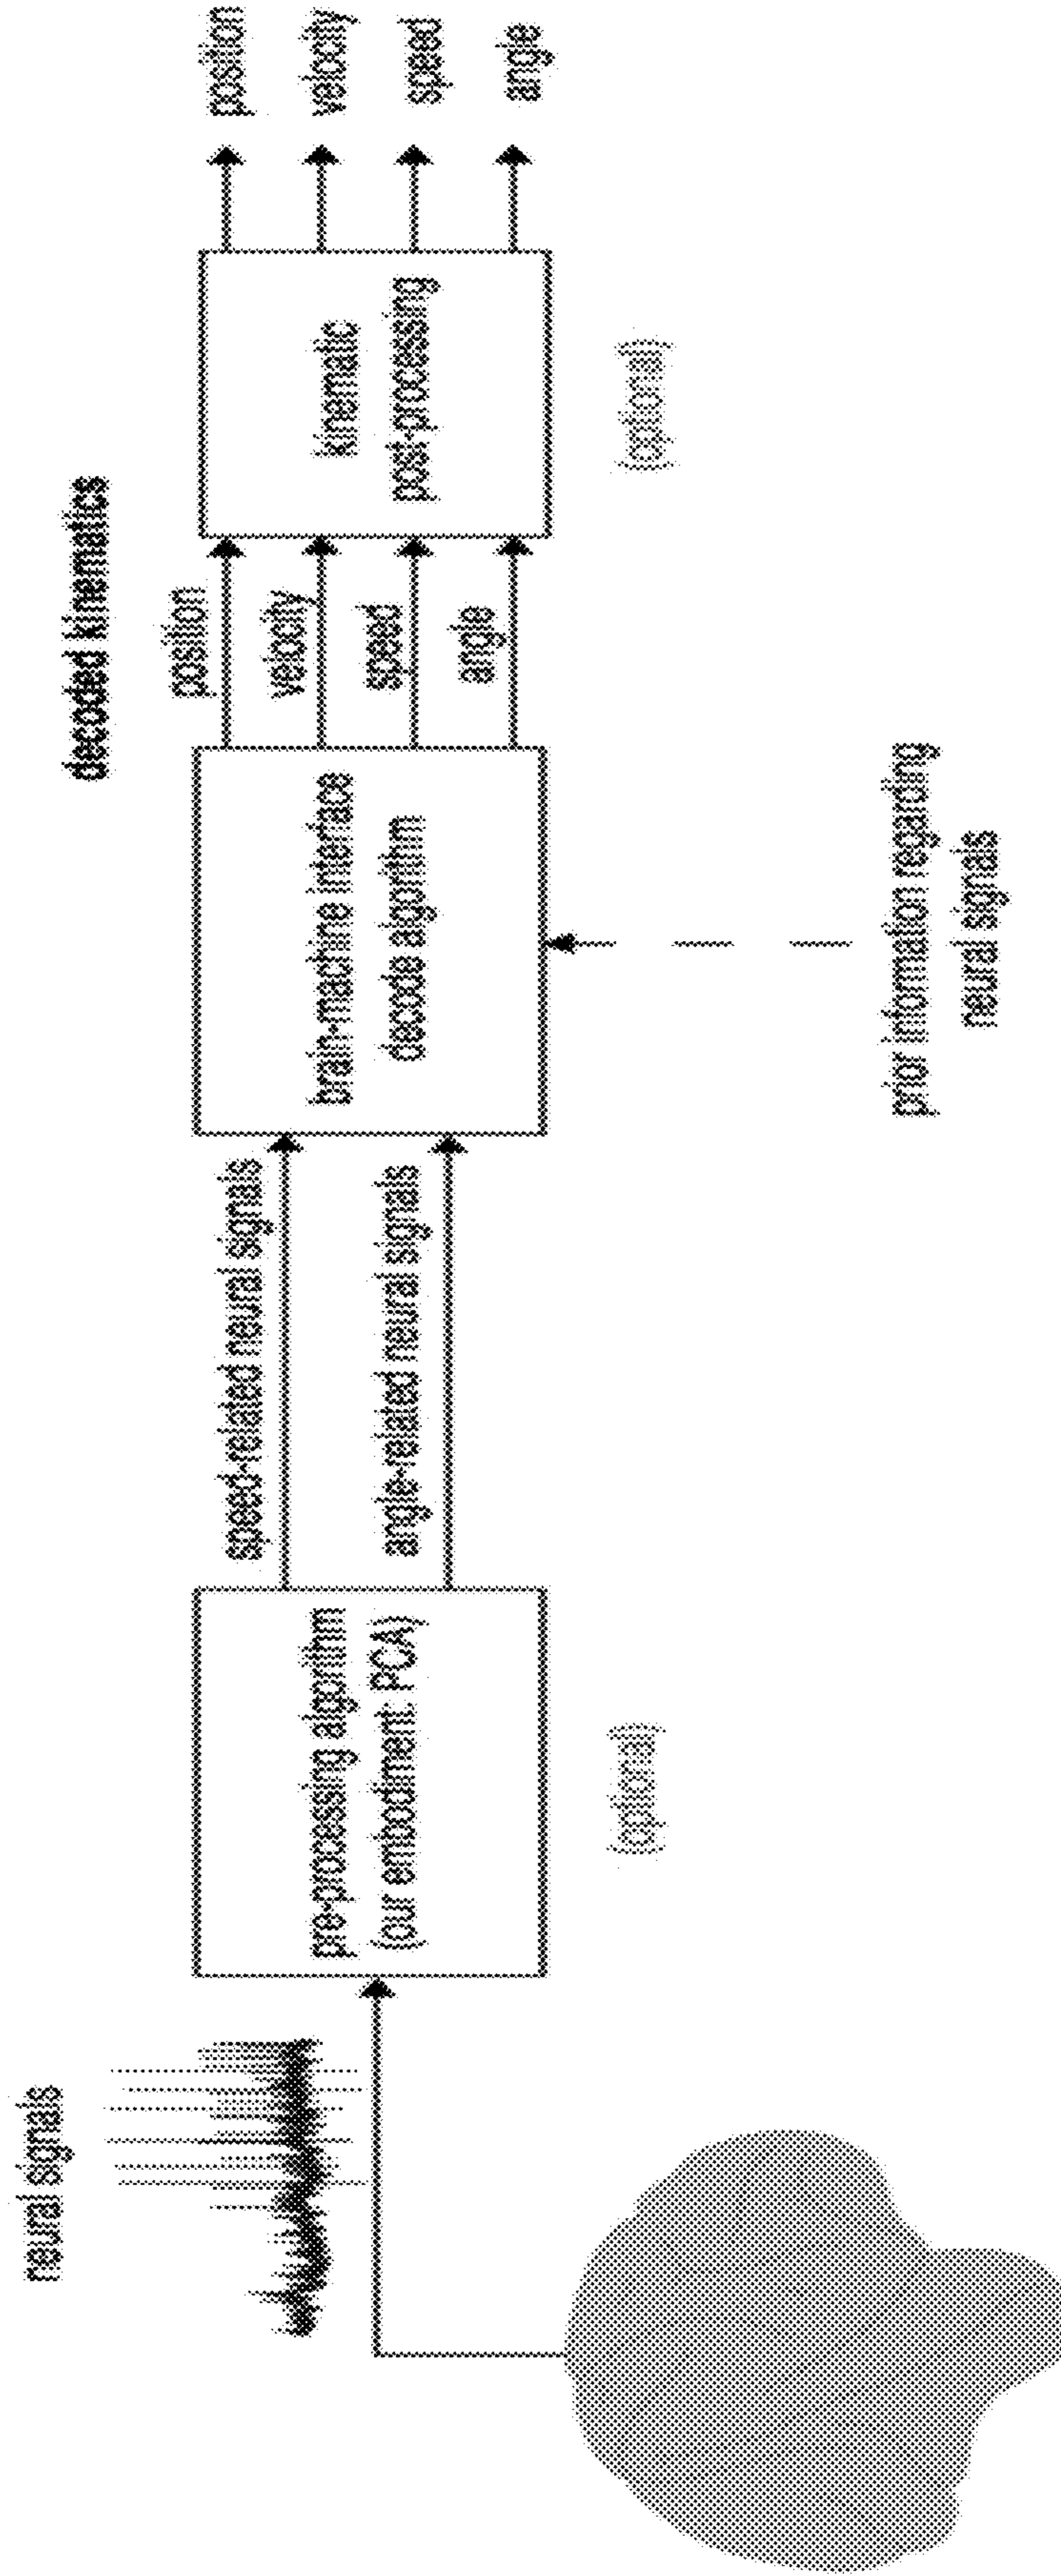 neural signals
pre-processing algorithm
(our embodiment: PCA)
(optional)
speed-related neural signals
angle-related neural signals
brain-machine interface
decode algorithm
prior information regarding
neural signals
decoded kinematics
position
velocity
speed
angle
kinematic
post-processing
(optional)
position
velocity
speed
angle